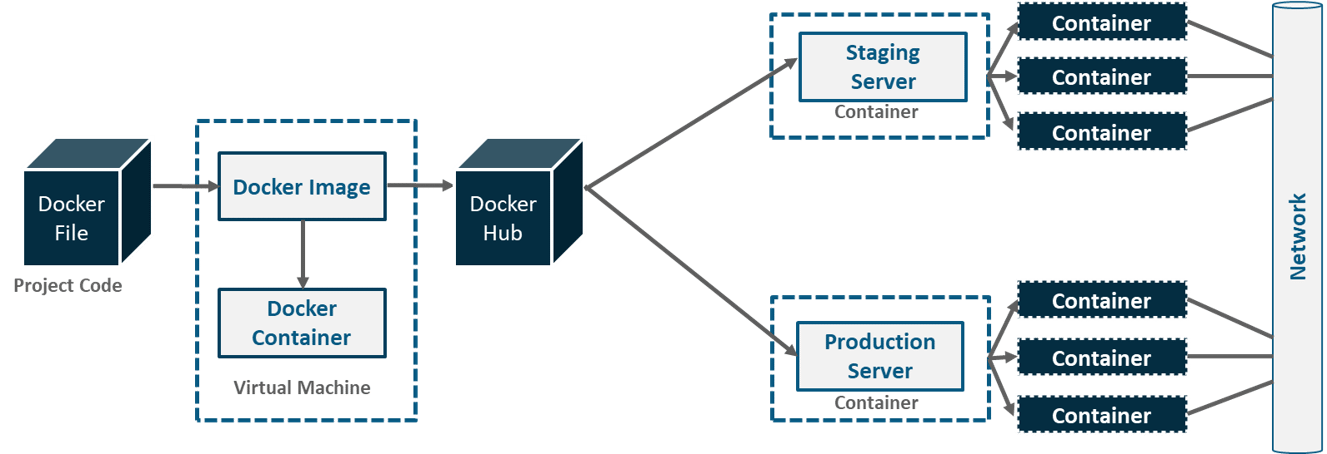 Docker
File
Project Code
Docker Image
Docker
Container
Virtual Machine
Docker
Hub
Staging
Server
Container
Container
Container
Container
Production
Server
Container
Container
Container
Container
Network